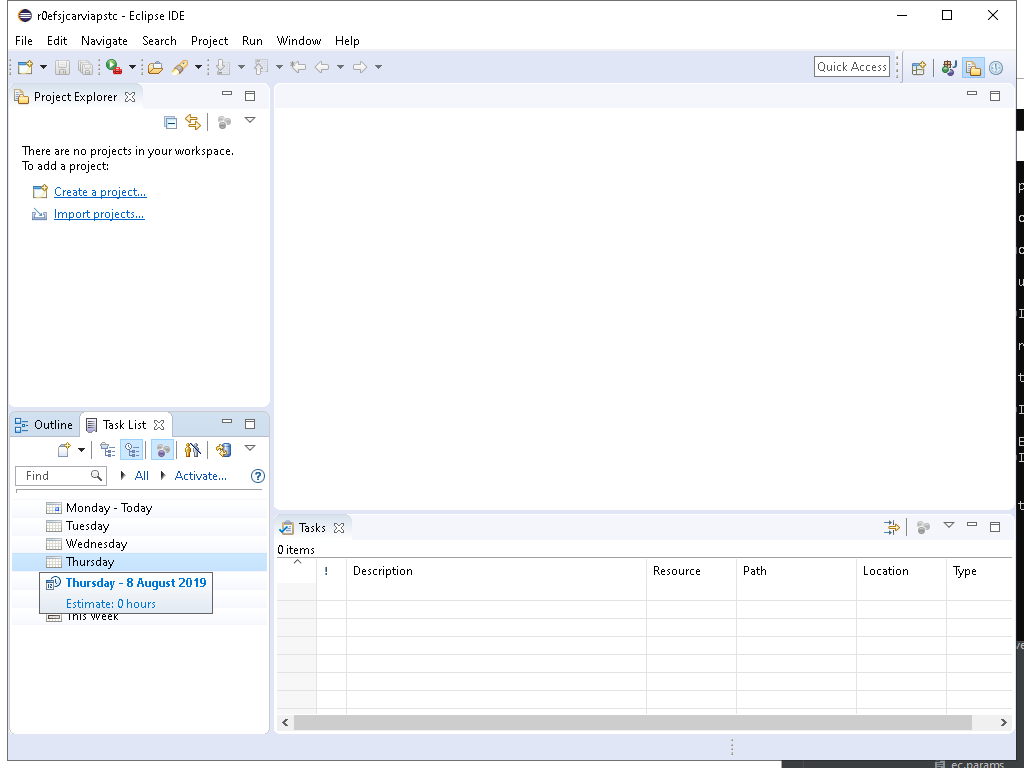 r0efsjcarviapstc - Eclipse IDE
File Edit Navigate Search Project Run Window Help
Quick Access
Project Explorer
There are no projects in your workspace.
To add a project:
Create a project...
Import projects...
Outline Task List
Find All Activate...
Monday - Today
Tuesday
Wednesday
Thursday
Thursday - 8 August 2019
Estimate: 0 hours
This Week
Tasks
0 items
! Description Resource Path Location Type
ec.params